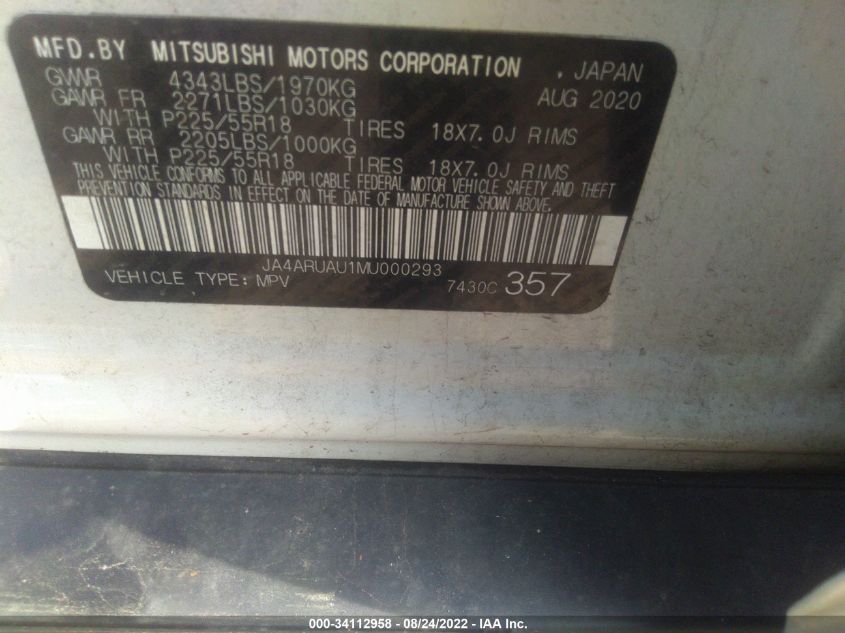 MFD.BY MITSUBISHI MOTORS CORPORATION . JAPAN
GVWR 4343LBS/1970KG AUG 2020
GAWR FR 2271LBS/1030KG
WITH P225/55R18 TIRES 18X7.0J RIMS
GAWR RR 2205LBS/1000KG
WITH P225/55R18 TIRES 18X7.0J RIMS
THIS VEHICLE CONFORMS TO ALL APPLICABLE FEDERAL MOTOR VEHICLE SAFETY AND THEFT
PREVENTION STANDARDS IN EFFECT ON THE DATE OF MANUFACTURE SHOWN ABOVE.
JA4ARUAU1MU000293
VEHICLE TYPE: MPV 7430C 357
000-34112958 - 08/24/2022 - IAA Inc.